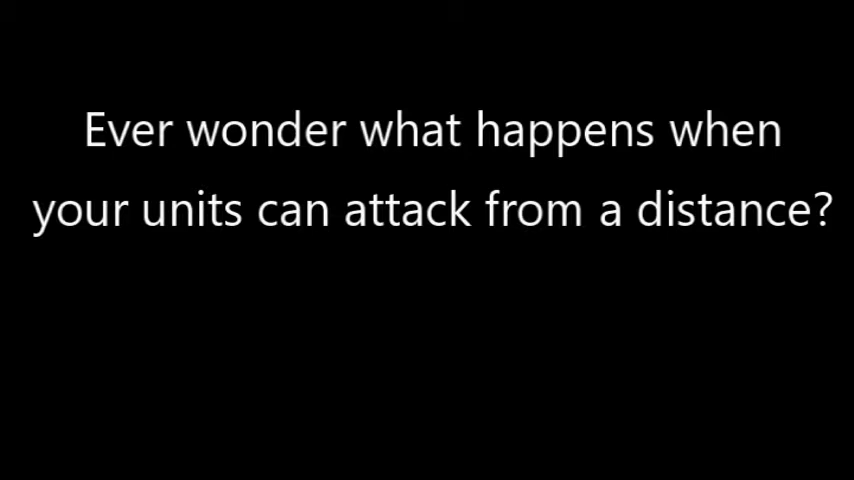 Ever wonder what happens when
your units can attack from a distance?